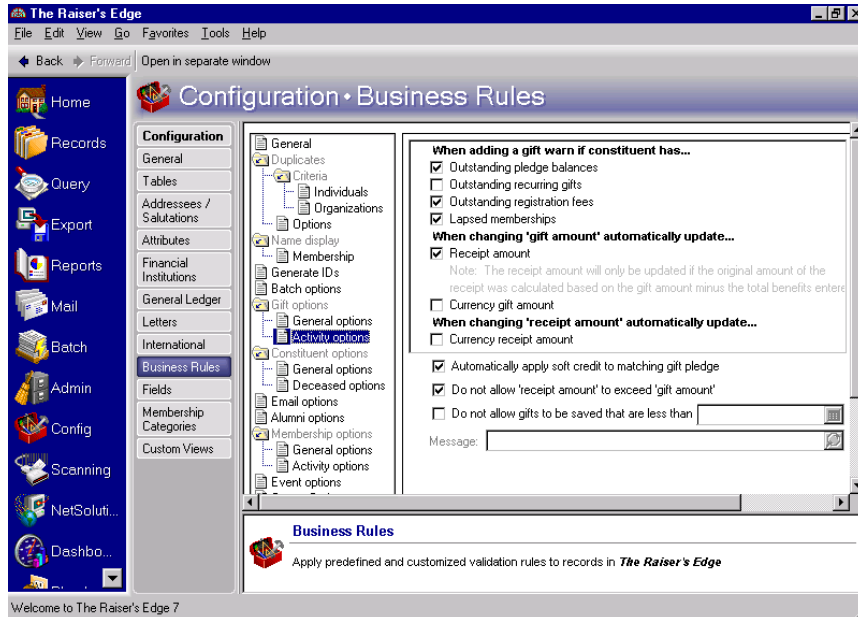 The Raiser's Edge
File Edit View Go Favorites Tools Help
Back Forward Open in separate window
Configuration • Business Rules
Home
Records
Query
Export
Reports
Mail
Batch
Admin
Config
Scanning
NetSoluti...
Dashbo...
Configuration
General
Tables
Addressees /
Salutations
Attributes
Financial
Institutions
General Ledger
Letters
International
Business Rules
Fields
Membership
Categories
Custom Views
General
Duplicates
Criteria
Individuals
Organizations
Options
Name display
Membership
Generate IDs
Batch options
Gift options
General options
Activity options
Constituent options
General options
Deceased options
Email options
Alumni options
Membership options
General options
Activity options
Event options
When adding a gift warn if constituent has...
Outstanding pledge balances
Outstanding recurring gifts
Outstanding registration fees
Lapsed memberships
When changing 'gift amount' automatically update...
Receipt amount
Note: The receipt amount will only be updated if the original amount of the
receipt was calculated based on the gift amount minus the total benefits entere
Currency gift amount
When changing 'receipt amount' automatically update...
Currency receipt amount
Automatically apply soft credit to matching gift pledge
Do not allow 'receipt amount' to exceed 'gift amount'
Do not allow gifts to be saved that are less than
Message:
Business Rules
Apply predefined and customized validation rules to records in The Raiser's Edge
Welcome to The Raiser's Edge 7